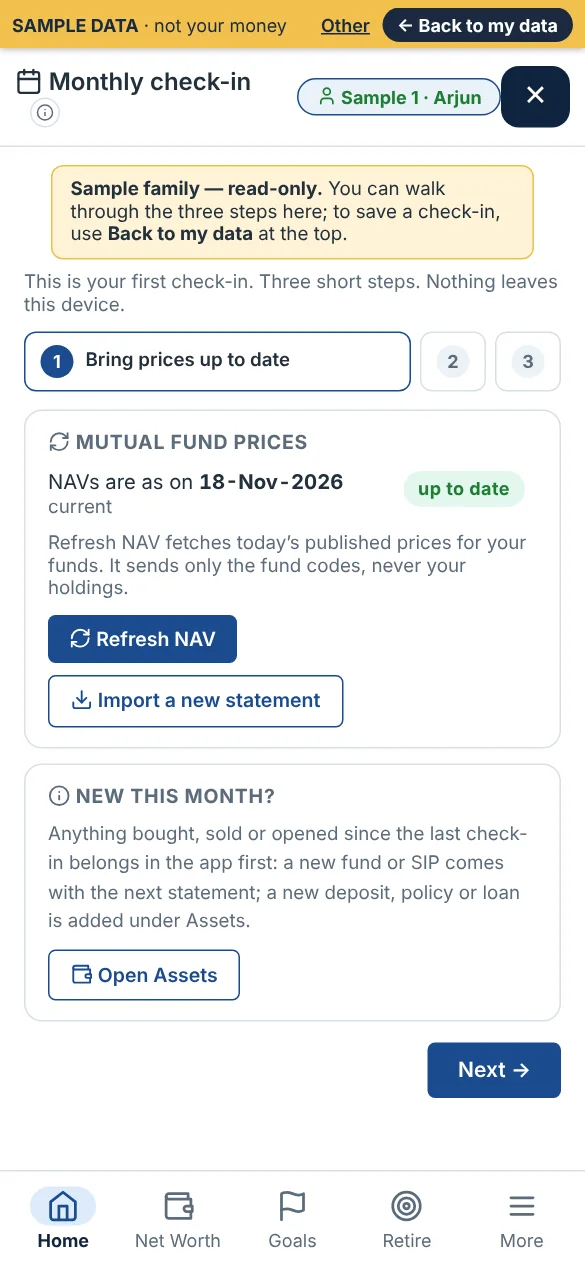 SAMPLE DATA · not your money Other ← Back to my data
Monthly check-in
Sample 1 · Arjun
Sample family — read-only. You can walk
through the three steps here; to save a check-in,
use Back to my data at the top.
This is your first check-in. Three short steps. Nothing leaves
this device.
1 Bring prices up to date 2 3
MUTUAL FUND PRICES
NAVs are as on 18-Nov-2026 up to date
current
Refresh NAV fetches today’s published prices for your
funds. It sends only the fund codes, never your
holdings.
Refresh NAV
Import a new statement
NEW THIS MONTH?
Anything bought, sold or opened since the last check-
in belongs in the app first: a new fund or SIP comes
with the next statement; a new deposit, policy or loan
is added under Assets.
Open Assets
Next →
Home Net Worth Goals Retire More